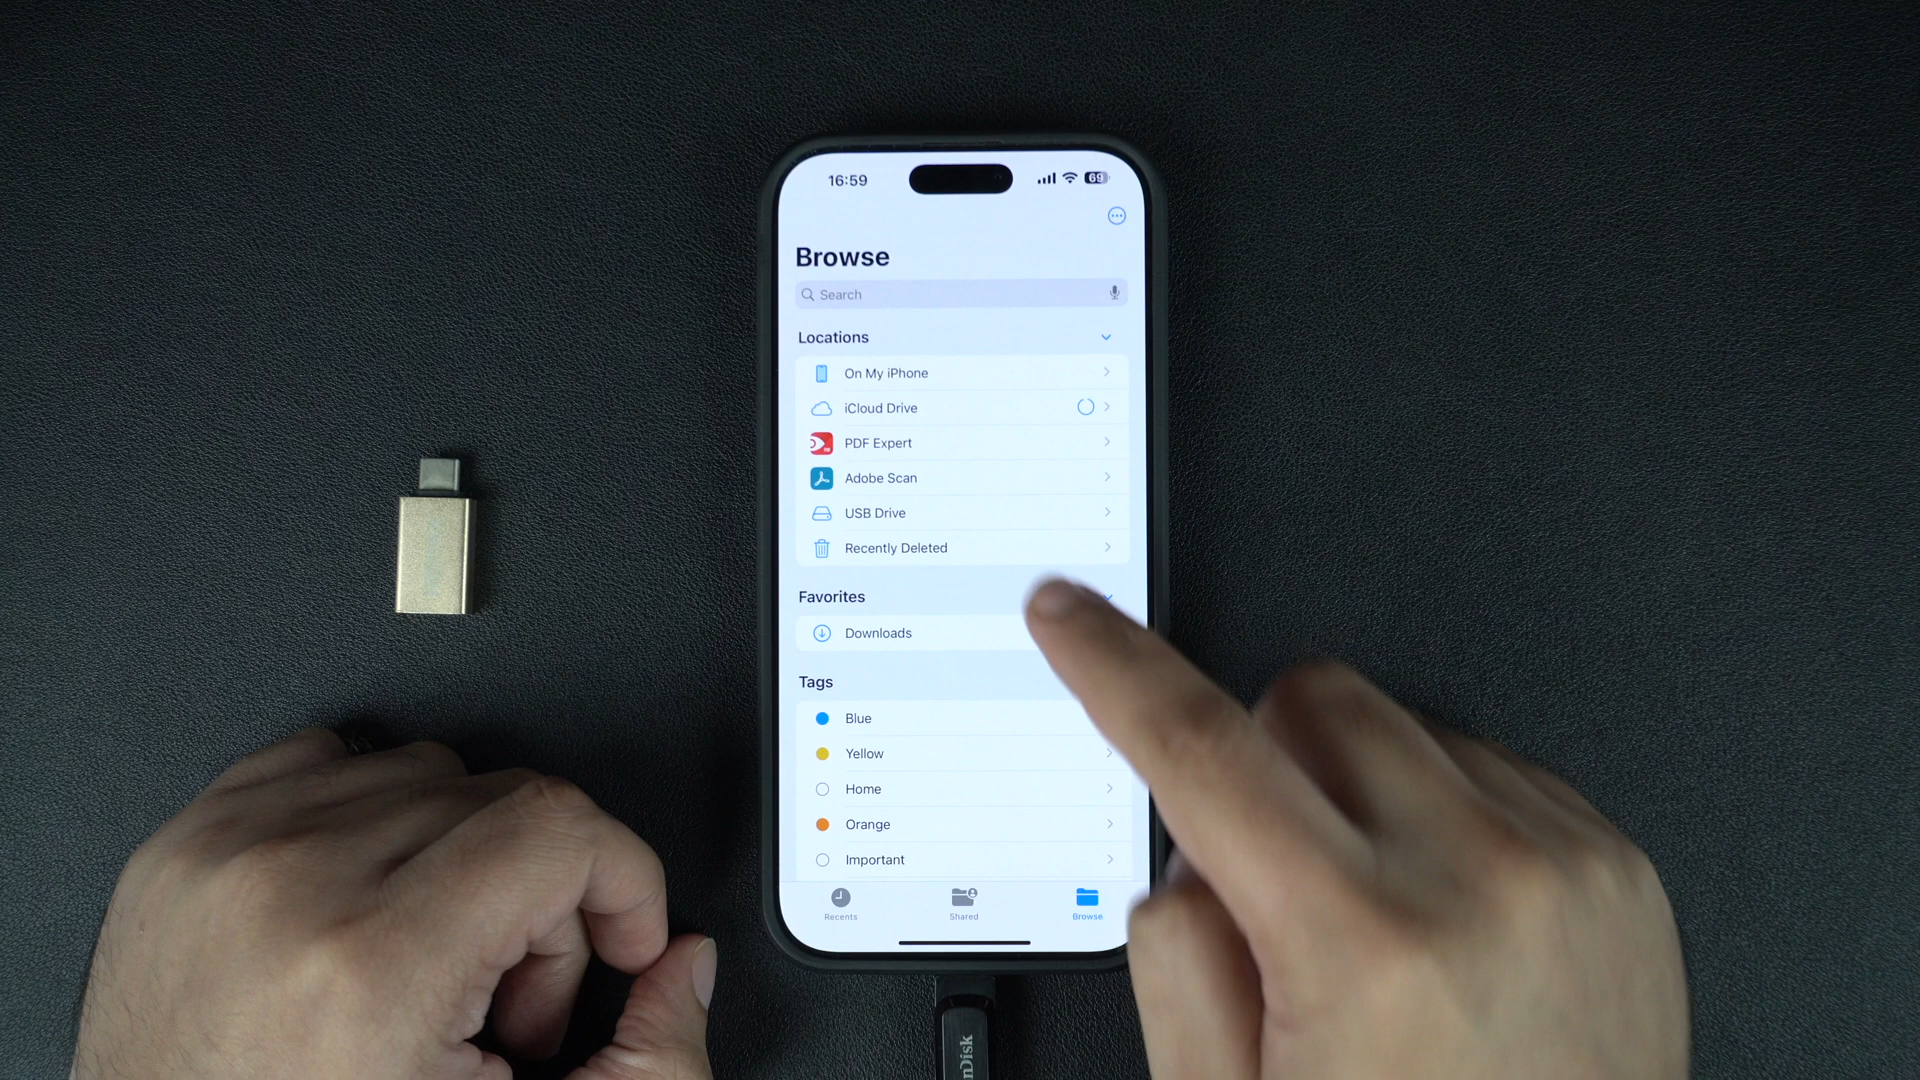 16:59
69
Browse
Search
Locations
On My iPhone
iCloud Drive
PDF Expert
Adobe Scan
USB Drive
Recently Deleted
Favorites
Downloads
Tags
Blue
Yellow
Home
Orange
Important
Recents
Shared
Browse
nDisk